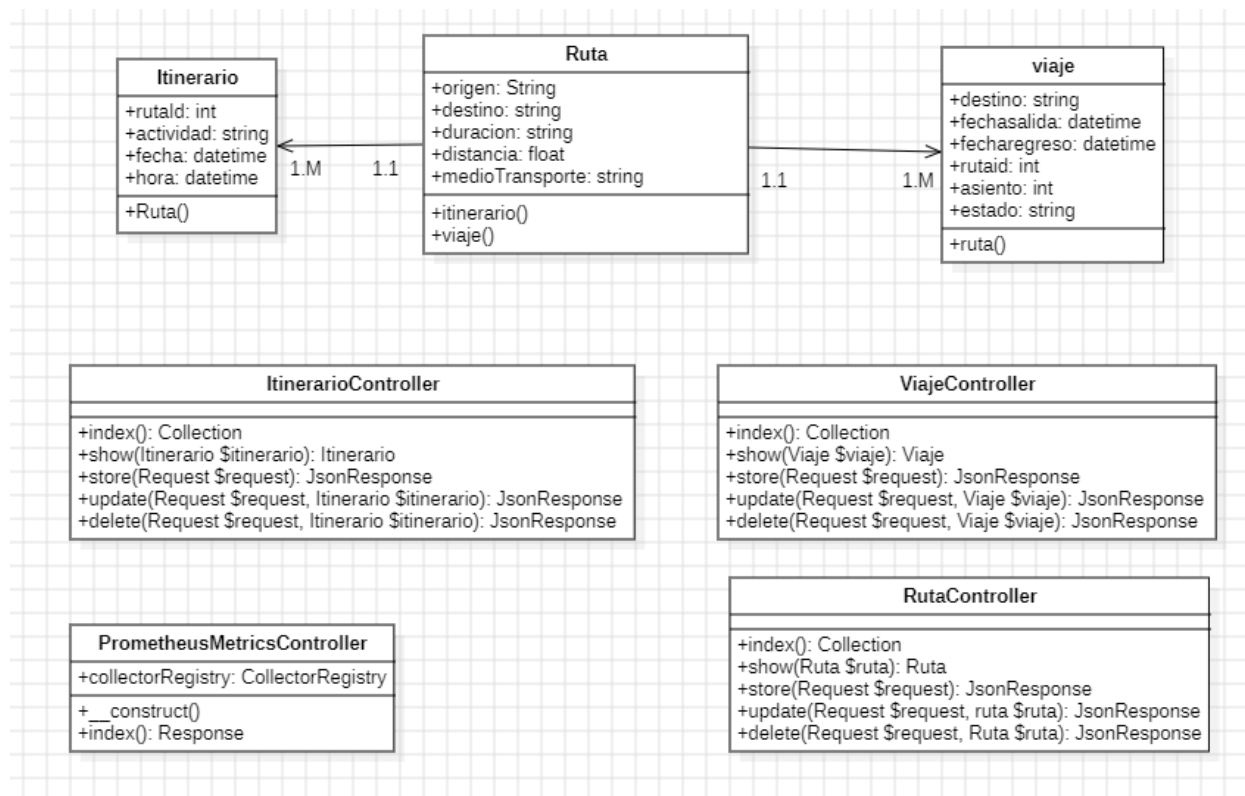 Itinerario
+rutaId: int
+actividad: string
+fecha: datetime
+hora: datetime
+Ruta()
1.M
1.1
Ruta
+origen: String
+destino: string
+duracion: string
+distancia: float
+medioTransporte: string
+itinerario()
+viaje()
1.1
1.M
viaje
+destino: string
+fechasalida: datetime
+fecharegreso: datetime
+rutaid: int
+asiento: int
+estado: string
+ruta()
ItinerarioController
+index(): Collection
+show(Itinerario $itinerario): Itinerario
+store(Request $request): JsonResponse
+update(Request $request, Itinerario $itinerario): JsonResponse
+delete(Request $request, Itinerario $itinerario): JsonResponse
ViajeController
+index(): Collection
+show(Viaje $viaje): Viaje
+store(Request $request): JsonResponse
+update(Request $request, Viaje $viaje): JsonResponse
+delete(Request $request, Viaje $viaje): JsonResponse
PrometheusMetricsController
+collectorRegistry: CollectorRegistry
+__construct()
+index(): Response
RutaController
+index(): Collection
+show(Ruta $ruta): Ruta
+store(Request $request): JsonResponse
+update(Request $request, ruta $ruta): JsonResponse
+delete(Request $request, Ruta $ruta): JsonResponse